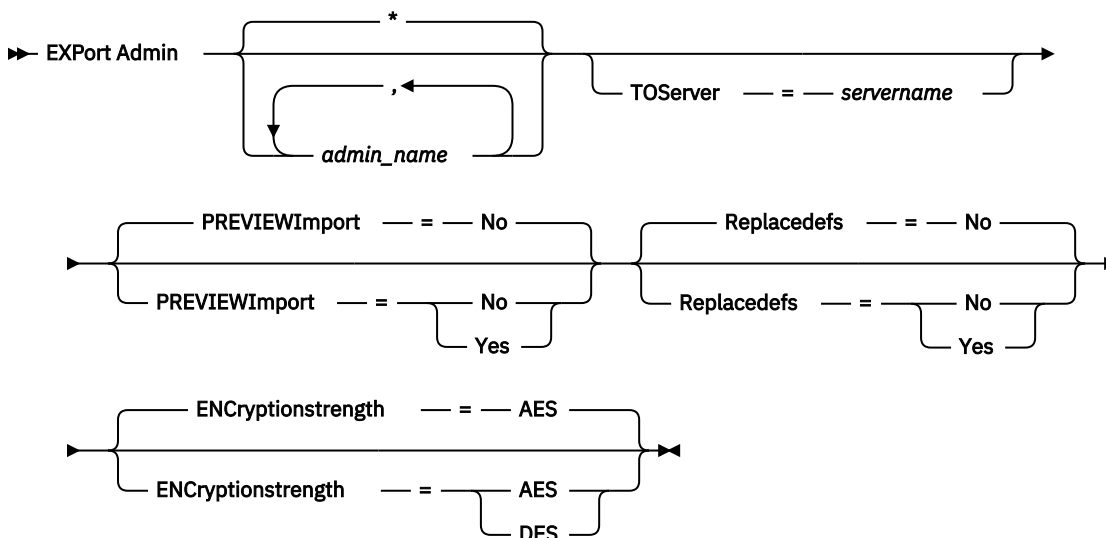 *
EXPort Admin
,
admin_name
TOServer = servername
PREVIEWImport = No
PREVIEWImport = No
Yes
Replacedefs = No
Replacedefs = No
Yes
ENCryptionstrength = AES
ENCryptionstrength = AES
DES